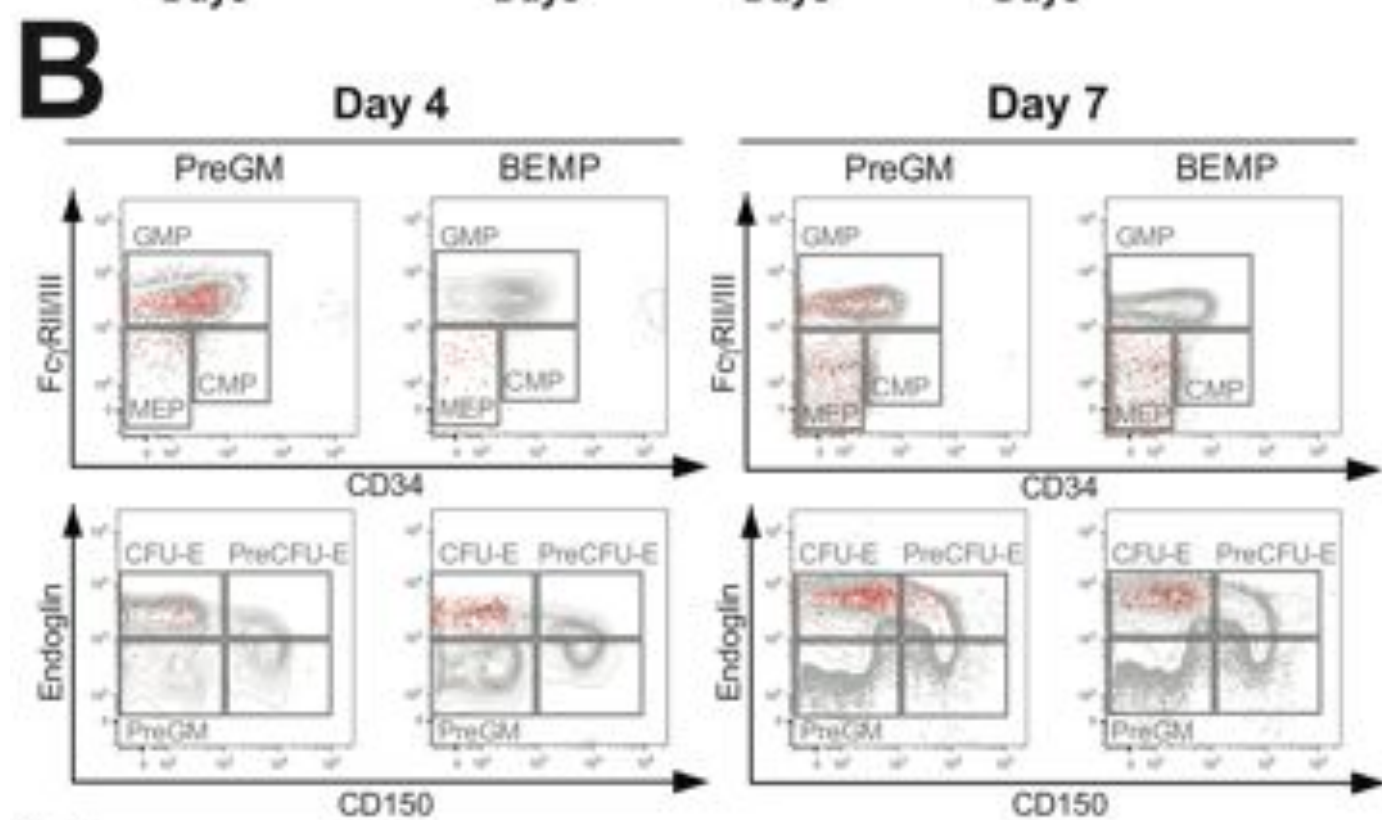 B
Day 4
Day 7
PreGM
BEMP
PreGM
BEMP
FcγRII/III
GMP
CMP
MEP
GMP
CMP
MEP
CD34
FcγRII/III
GMP
CMP
MEP
GMP
CMP
MEP
CD34
Endoglin
CFU-E PreCFU-E
PreGM
CFU-E PreCFU-E
PreGM
CD150
Endoglin
CFU-E PreCFU-E
PreGM
CFU-E PreCFU-E
PreGM
CD150